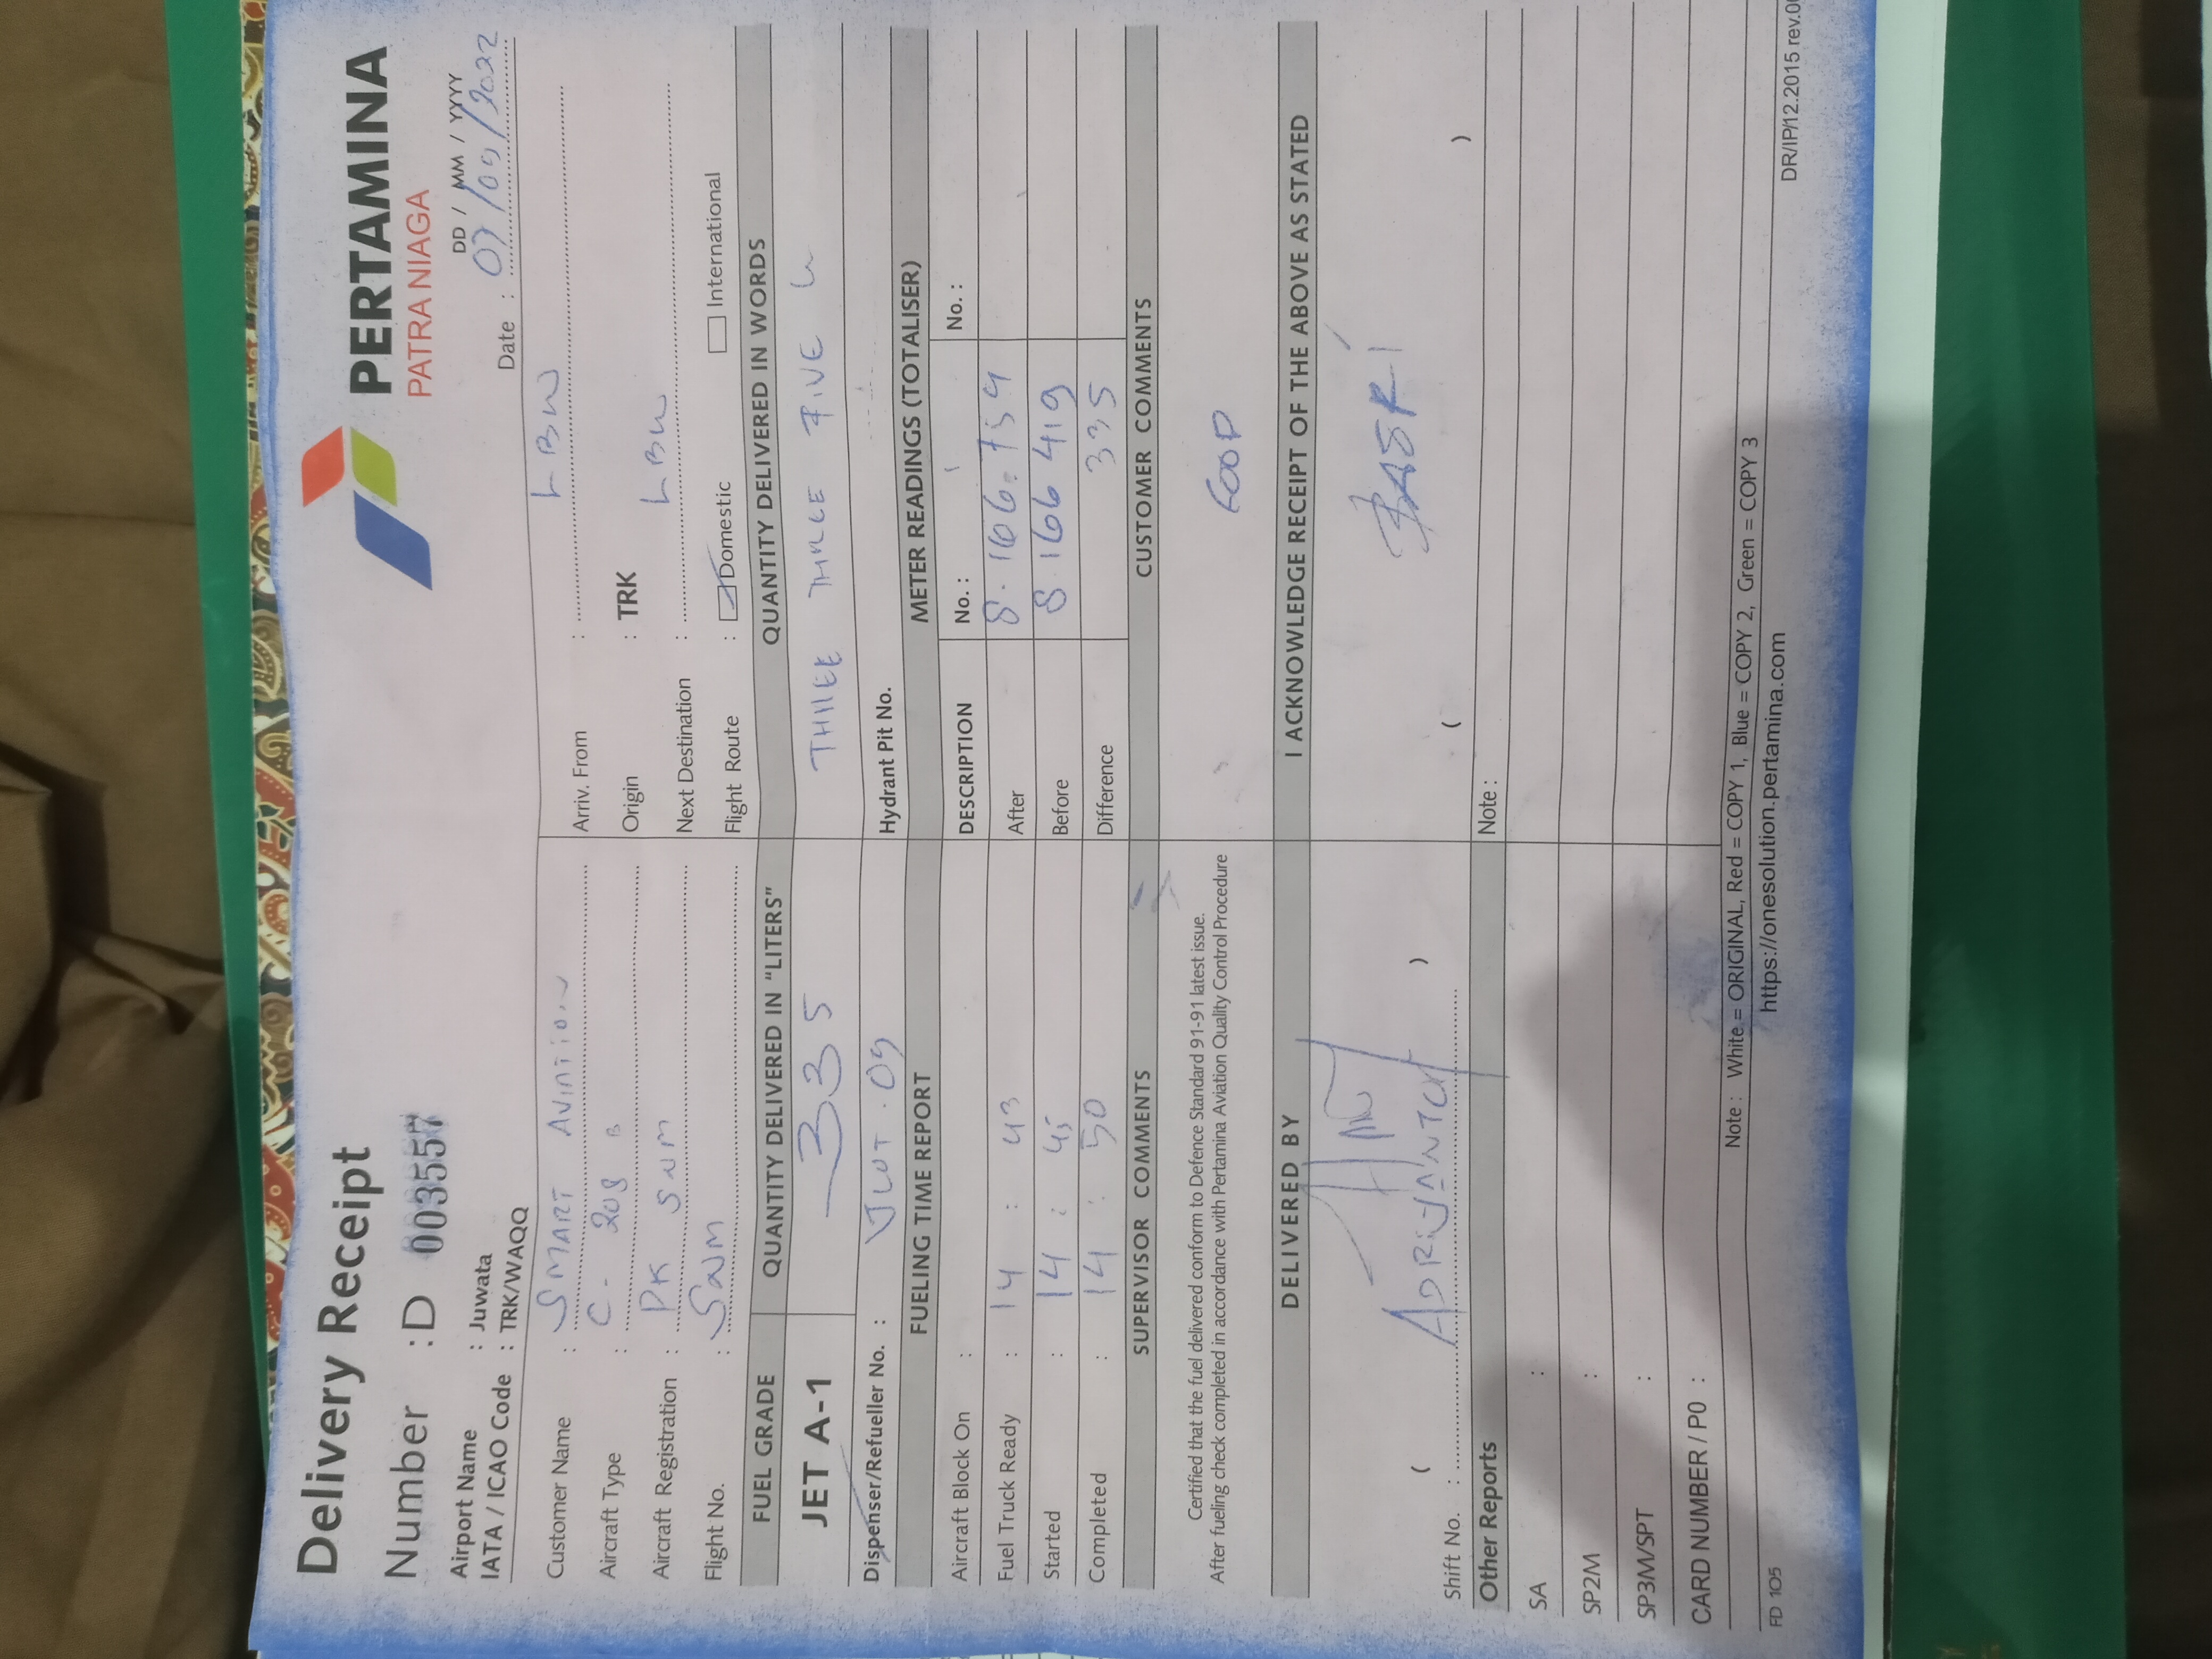 Delivery Receipt
PERTAMINA
PATRA NIAGA
Number : D 003557
DD / MM / YYYY
Date : 07/09/2022
Airport Name : Juwata
IATA / ICAO Code : TRK/WAQQ
Customer Name : SMART AVIATION
Arriv. From : LBW
Aircraft Type : C - 208 B
Origin : TRK
Aircraft Registration : PK SNM
Next Destination : LBW
Flight No. : SNM
Flight Route : Domestic International
FUEL GRADE QUANTITY DELIVERED IN "LITERS" QUANTITY DELIVERED IN WORDS
JET A-1 335 THREE THREE FIVE
Dispenser/Refueller No. :
Hydrant Pit No.
FUELING TIME REPORT METER READINGS (TOTALISER)
Aircraft Block On :
DESCRIPTION No. : No. :
Fuel Truck Ready : 14 : 43
After 8.166.754
Started : 14 : 45
Before 8.166 419
Completed : 14 : 50
Difference 335
SUPERVISOR COMMENTS CUSTOMER COMMENTS
Certified that the fuel delivered conform to Defence Standard 91-91 latest issue.
After fueling check completed in accordance with Pertamina Aviation Quality Control Procedure
GOOD
DELIVERED BY I ACKNOWLEDGE RECEIPT OF THE ABOVE AS STATED
BASRI
( ) ( )
Shift No. :
Other Reports Note :
SA :
SP2M :
SP3M/SPT :
CARD NUMBER / P0 :
Note : White = ORIGINAL, Red = COPY 1, Blue = COPY 2, Green = COPY 3
FD 105 https://onesolution.pertamina.com DR/IP/12.2015 rev.0